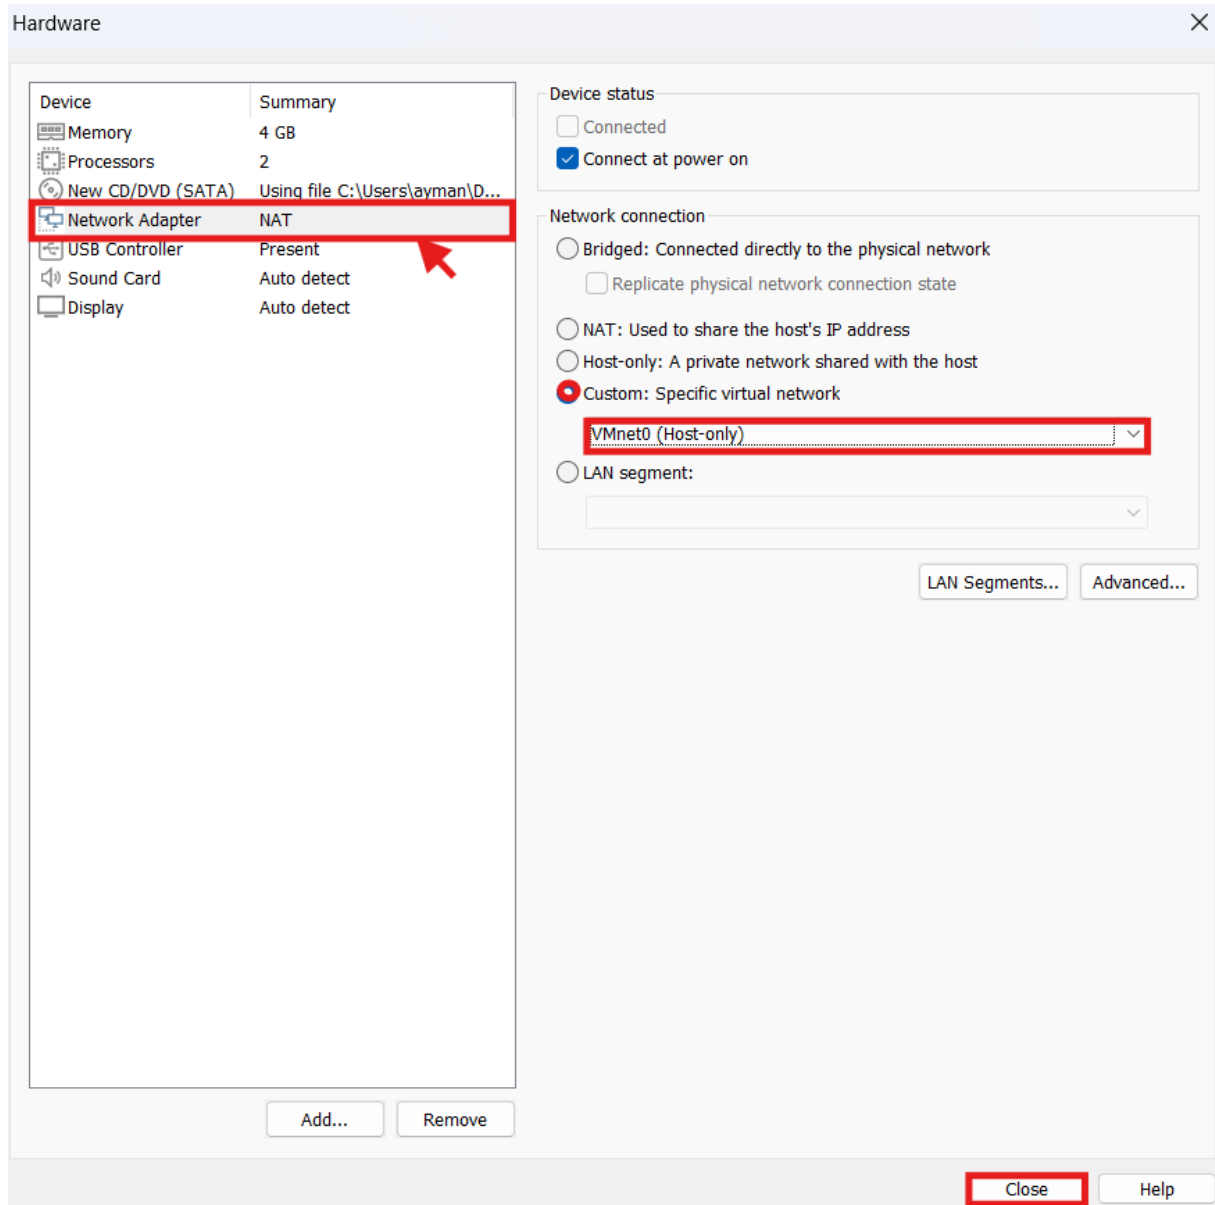 Hardware
Device Summary
Memory 4 GB
Processors 2
New CD/DVD (SATA) Using file C:\Users\ayman\D...
Network Adapter NAT
USB Controller Present
Sound Card Auto detect
Display Auto detect
Add... Remove
Device status
Connected
Connect at power on
Network connection
Bridged: Connected directly to the physical network
Replicate physical network connection state
NAT: Used to share the host's IP address
Host-only: A private network shared with the host
Custom: Specific virtual network
VMnet0 (Host-only)
LAN segment:
LAN Segments... Advanced...
Close Help